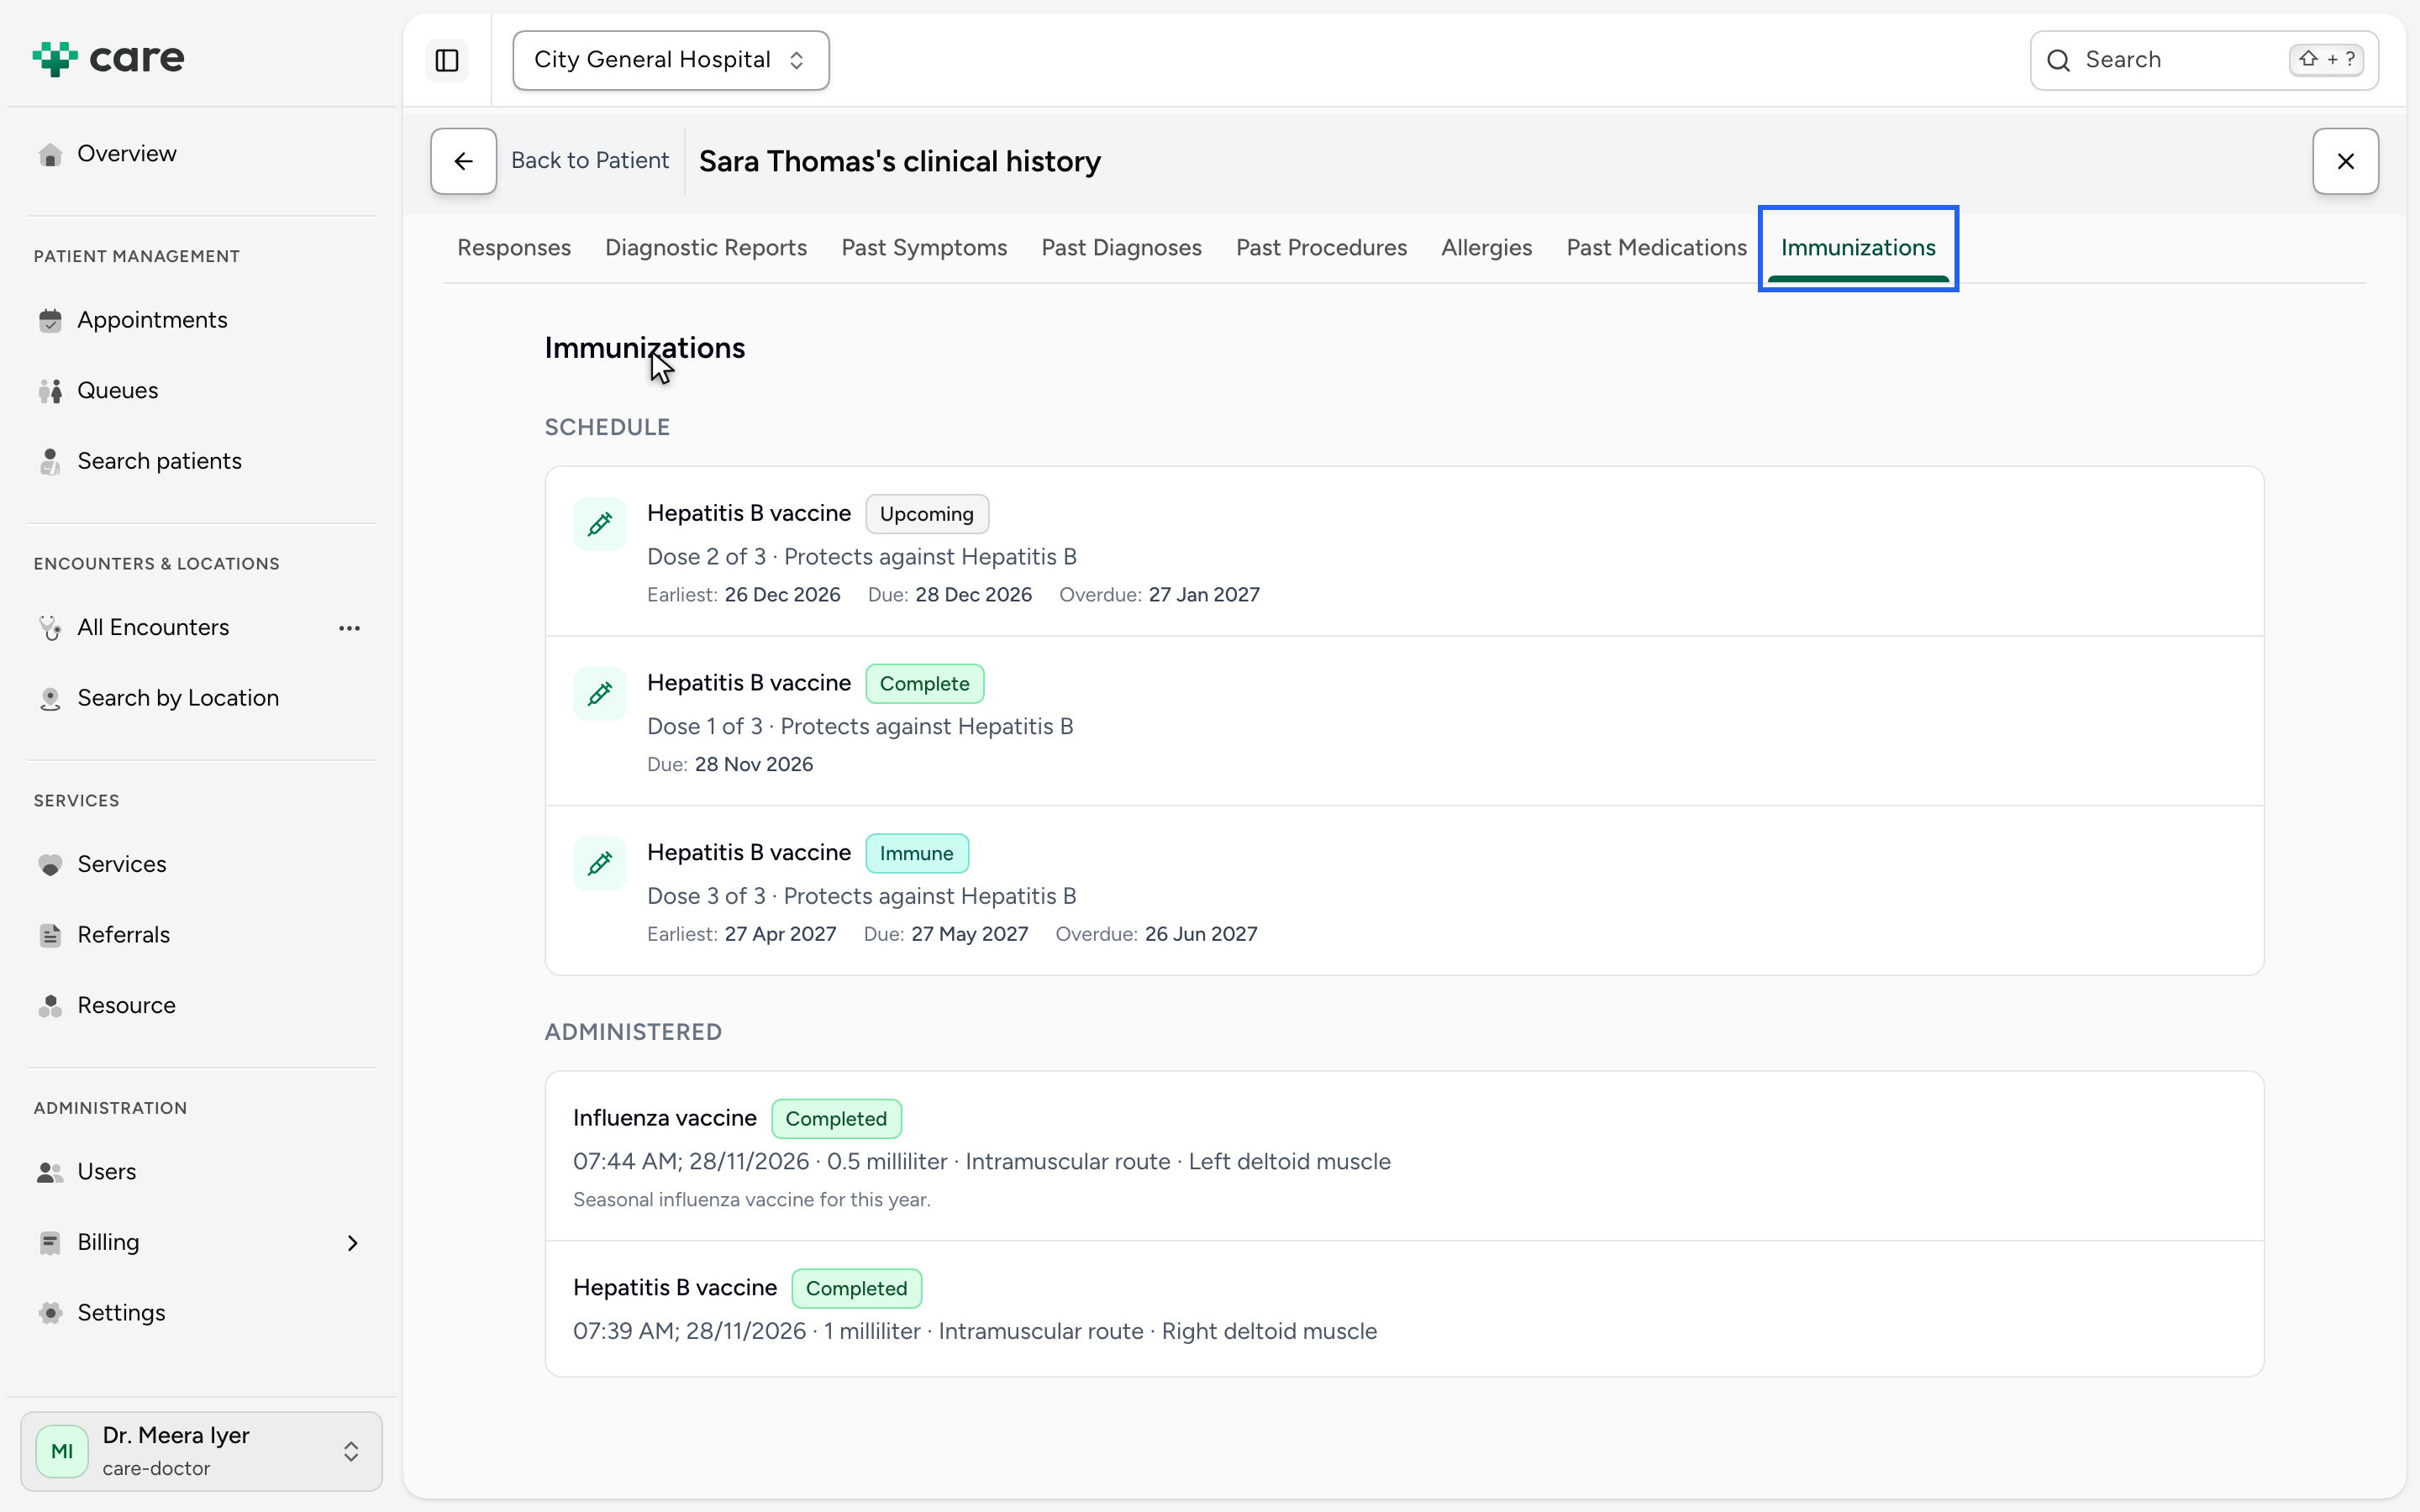 care
City General Hospital
Search
⇧ + ?
Overview
PATIENT MANAGEMENT
Appointments
Queues
Search patients
ENCOUNTERS & LOCATIONS
All Encounters
Search by Location
SERVICES
Services
Referrals
Resource
ADMINISTRATION
Users
Billing
Settings
MI
Dr. Meera Iyer
care-doctor
Back to Patient
Sara Thomas's clinical history
Responses
Diagnostic Reports
Past Symptoms
Past Diagnoses
Past Procedures
Allergies
Past Medications
Immunizations
Immunizations
SCHEDULE
Hepatitis B vaccine Upcoming
Dose 2 of 3 · Protects against Hepatitis B
Earliest: 26 Dec 2026 Due: 28 Dec 2026 Overdue: 27 Jan 2027
Hepatitis B vaccine Complete
Dose 1 of 3 · Protects against Hepatitis B
Due: 28 Nov 2026
Hepatitis B vaccine Immune
Dose 3 of 3 · Protects against Hepatitis B
Earliest: 27 Apr 2027 Due: 27 May 2027 Overdue: 26 Jun 2027
ADMINISTERED
Influenza vaccine Completed
07:44 AM; 28/11/2026 · 0.5 milliliter · Intramuscular route · Left deltoid muscle
Seasonal influenza vaccine for this year.
Hepatitis B vaccine Completed
07:39 AM; 28/11/2026 · 1 milliliter · Intramuscular route · Right deltoid muscle